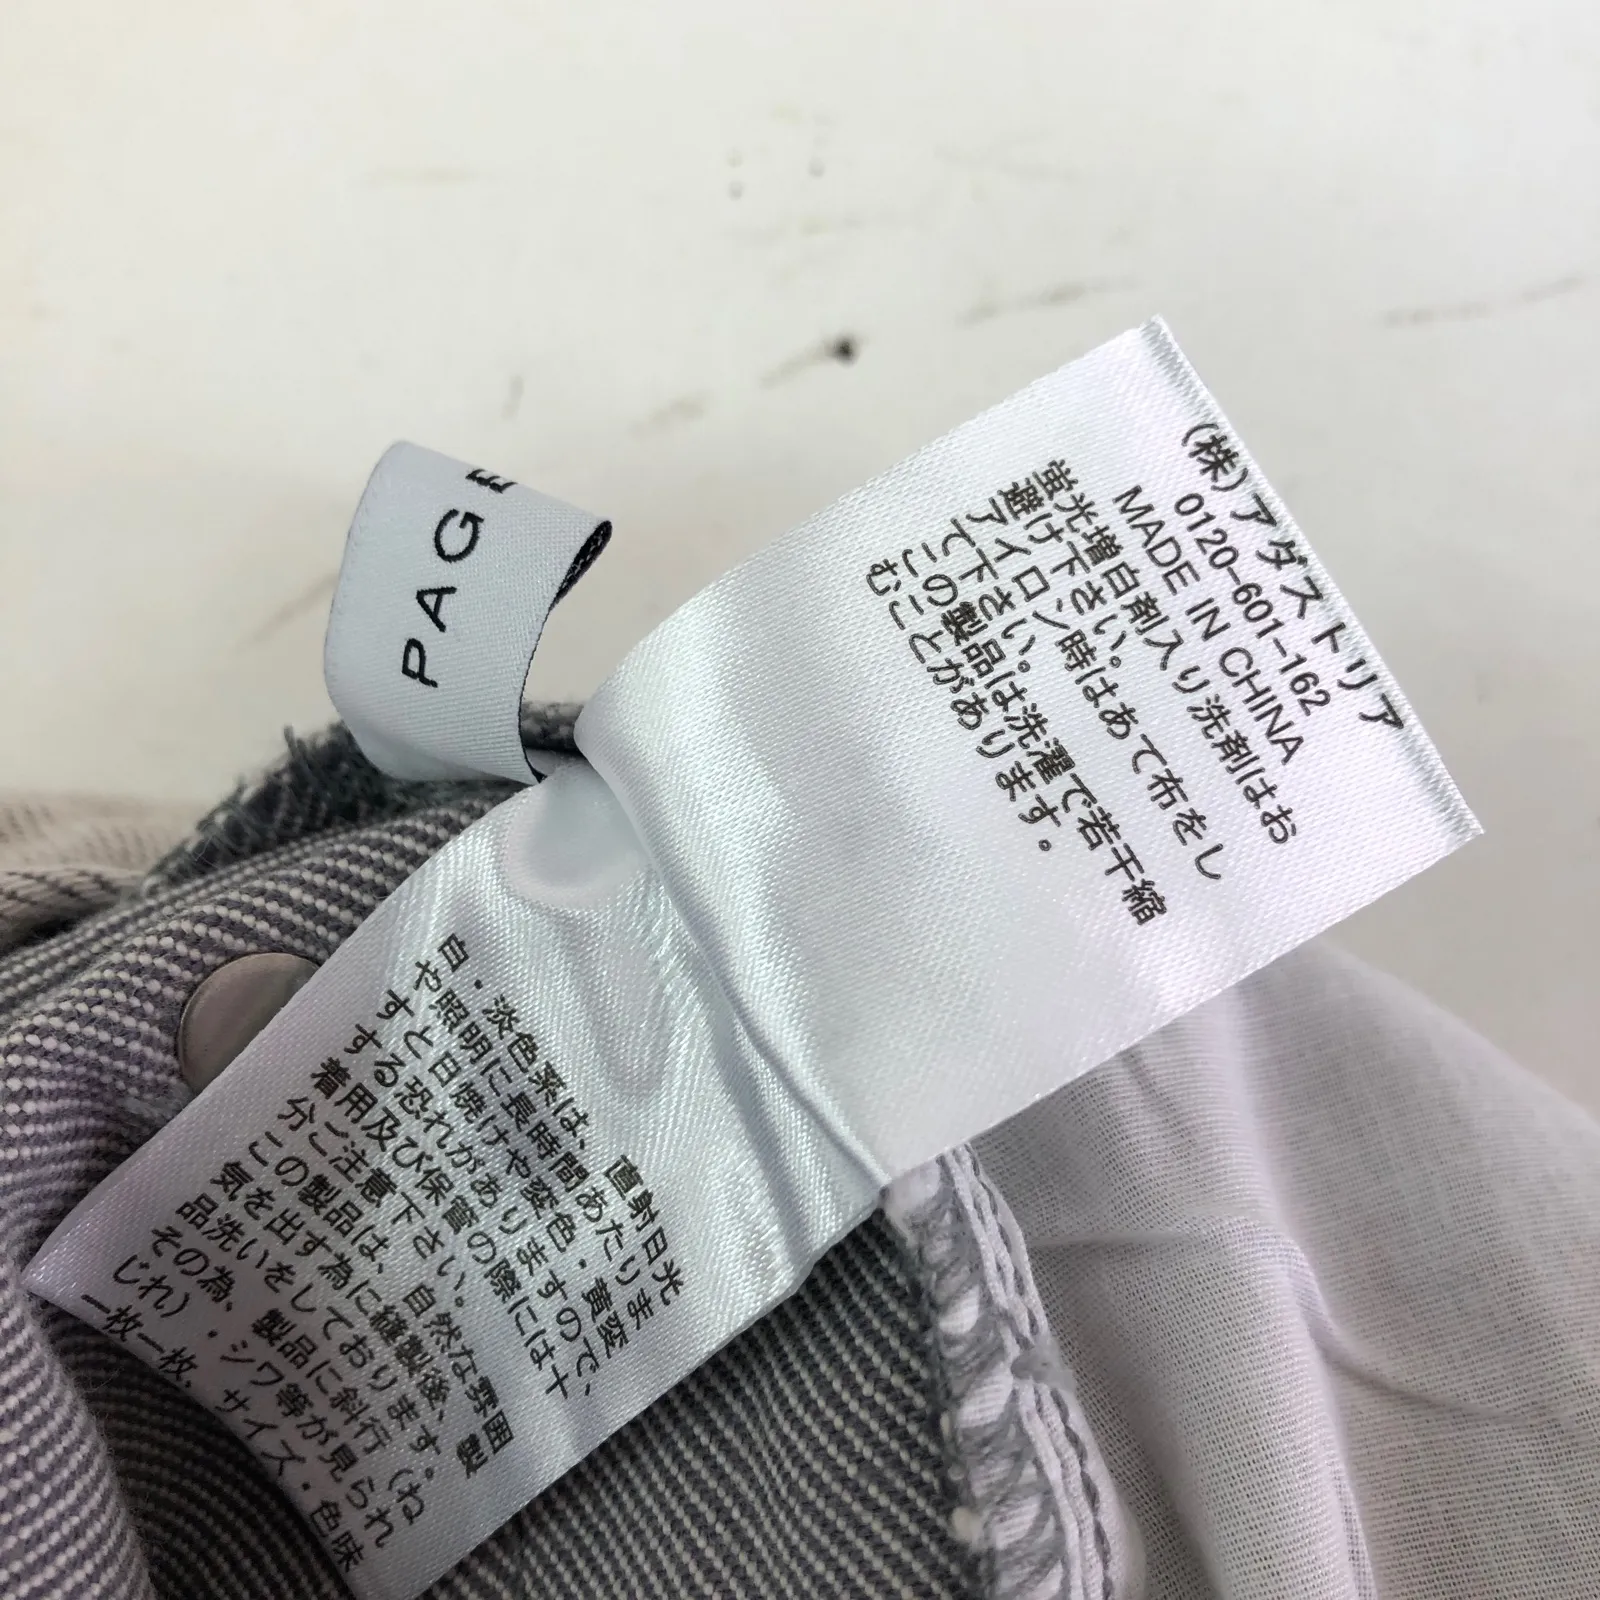 PAGE
蛍光増白剤入り洗剤はお
避け下さい。
アイロン時はあて布をし
て下さい。
この製品は洗濯で若干縮
むことがあります。
MADE IN CHINA
0120-601-162
(株)アダストリア
白・淡色系は、直射日光
や照明に長時間あたりま
すと日焼けや変色・黄変
する恐れがありますので、
着用及び保管の際には十
分ご注意下さい。
この製品は、自然な雰囲
気を出す為に縫製後、製
品洗いをしております。
その為、製品に斜行（ね
じれ）・シワ等が見られ
一枚一枚、サイズ・色味